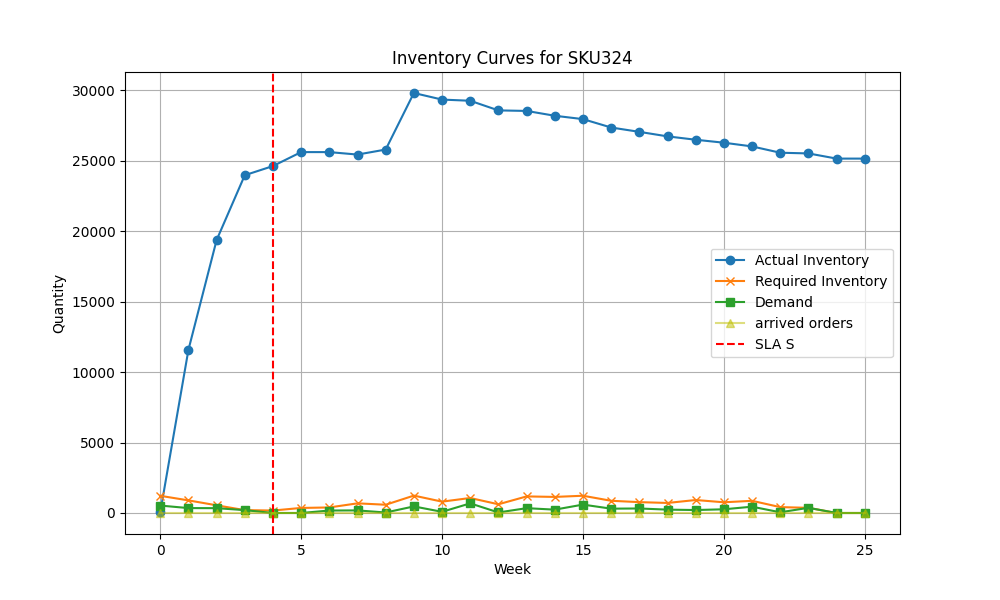 Inventory Curves for SKU324
30000
25000
20000
15000
10000
5000
0
Quantity
Actual Inventory
Required Inventory
Demand
arrived orders
SLA S
0 5 10 15 20 25
Week